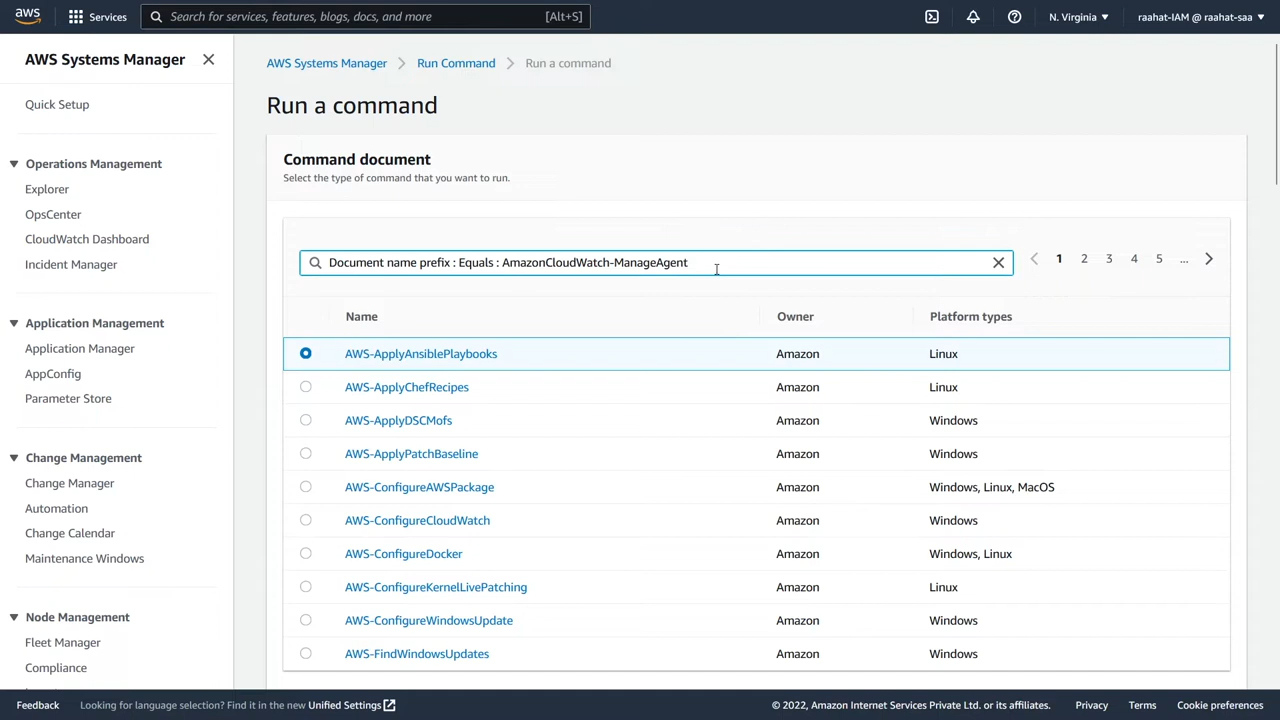 aws
Services
Search for services, features, blogs, docs, and more
[Alt+S]
N. Virginia ▼
raahat-IAM @ raahat-saa ▼
AWS Systems Manager
Quick Setup
Operations Management
Explorer
OpsCenter
CloudWatch Dashboard
Incident Manager
Application Management
Application Manager
AppConfig
Parameter Store
Change Management
Change Manager
Automation
Change Calendar
Maintenance Windows
Node Management
Fleet Manager
Compliance
AWS Systems Manager > Run Command > Run a command
Run a command
Command document
Select the type of command that you want to run.
Document name prefix : Equals : AmazonCloudWatch-ManageAgent
1 2 3 4 5 ...
Name Owner Platform types
AWS-ApplyAnsiblePlaybooks Amazon Linux
AWS-ApplyChefRecipes Amazon Linux
AWS-ApplyDSCMofs Amazon Windows
AWS-ApplyPatchBaseline Amazon Windows
AWS-ConfigureAWSPackage Amazon Windows, Linux, MacOS
AWS-ConfigureCloudWatch Amazon Windows
AWS-ConfigureDocker Amazon Windows, Linux
AWS-ConfigureKernelLivePatching Amazon Linux
AWS-ConfigureWindowsUpdate Amazon Windows
AWS-FindWindowsUpdates Amazon Windows
Feedback
Looking for language selection? Find it in the new Unified Settings
© 2022, Amazon Internet Services Private Ltd. or its affiliates.
Privacy
Terms
Cookie preferences